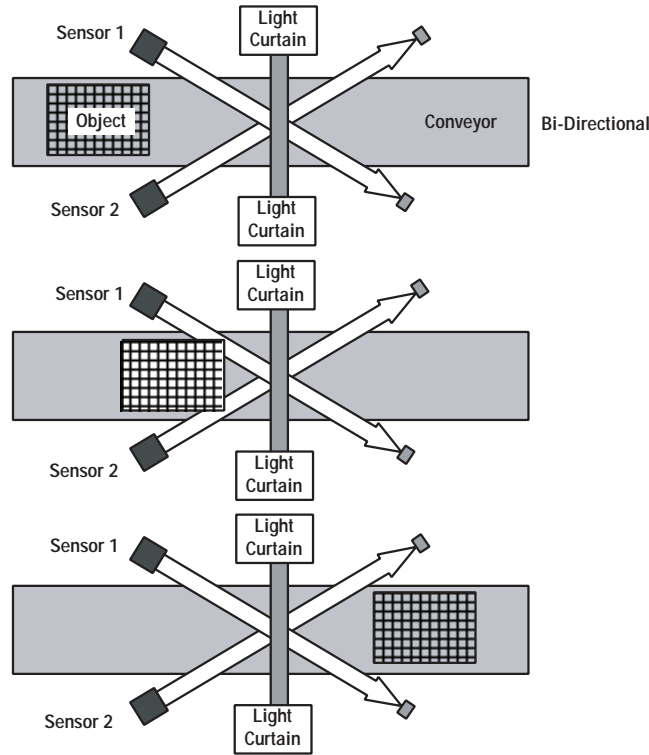 Sensor 1
Light
Curtain
Object
Conveyor
Bi-Directional
Sensor 2
Light
Curtain
Sensor 1
Light
Curtain
Sensor 2
Light
Curtain
Sensor 1
Light
Curtain
Sensor 2
Light
Curtain